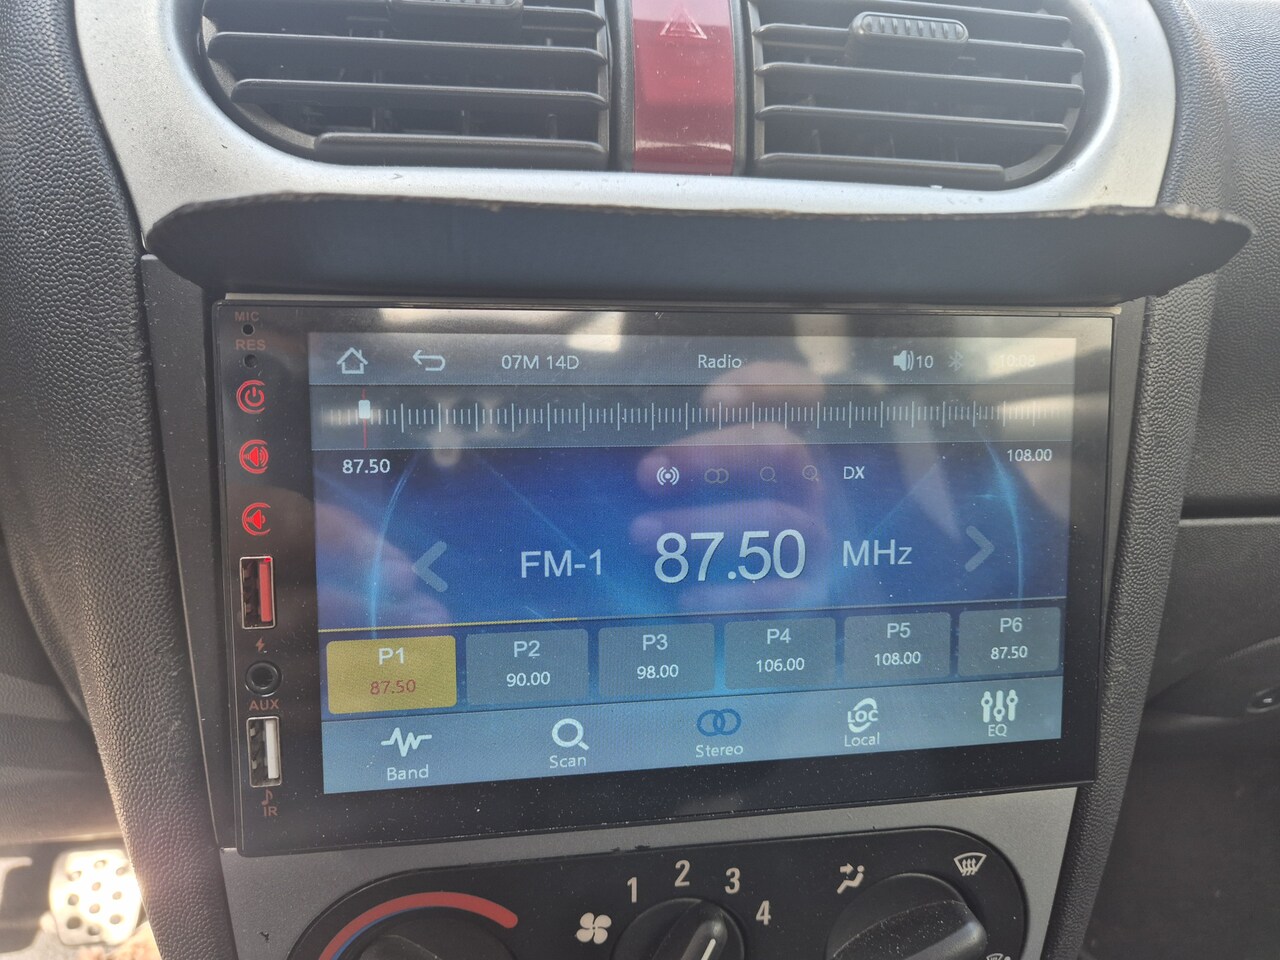 MIC
RES
07M 14D Radio 10 10:08
87.50 108.00
DX
FM-1 87.50 MHz
P1 P2 P3 P4 P5 P6
87.50 90.00 98.00 106.00 108.00 87.50
Band Scan Stereo LOC Local EQ
AUX
IR
1 2 3 4